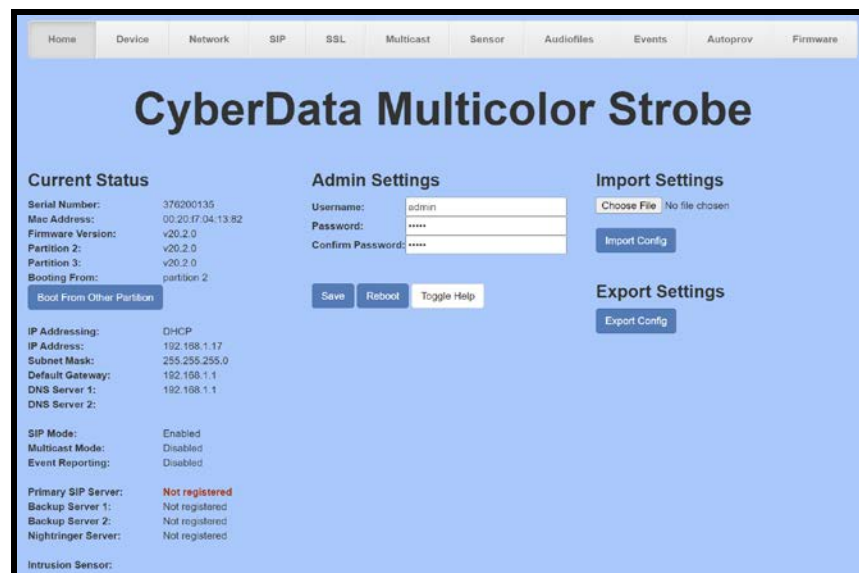 Home Device Network SIP SSL Multicast Sensor Audiofiles Events Autoprov Firmware
CyberData Multicolor Strobe
Current Status
Serial Number: 376200135
Mac Address: 00:20:f7:04:13:82
Firmware Version: v20.2.0
Partition 2: v20.2.0
Partition 3: v20.2.0
Booting From: partition 2
Boot From Other Partition
IP Addressing: DHCP
IP Address: 192.168.1.17
Subnet Mask: 255.255.255.0
Default Gateway: 192.168.1.1
DNS Server 1: 192.168.1.1
DNS Server 2:
SIP Mode: Enabled
Multicast Mode: Disabled
Event Reporting: Disabled
Primary SIP Server: Not registered
Backup Server 1: Not registered
Backup Server 2: Not registered
Nightringer Server: Not registered
Intrusion Sensor:
Admin Settings
Username: admin
Password: •••••
Confirm Password: •••••
Save Reboot Toggle Help
Import Settings
Choose File No file chosen
Import Config
Export Settings
Export Config